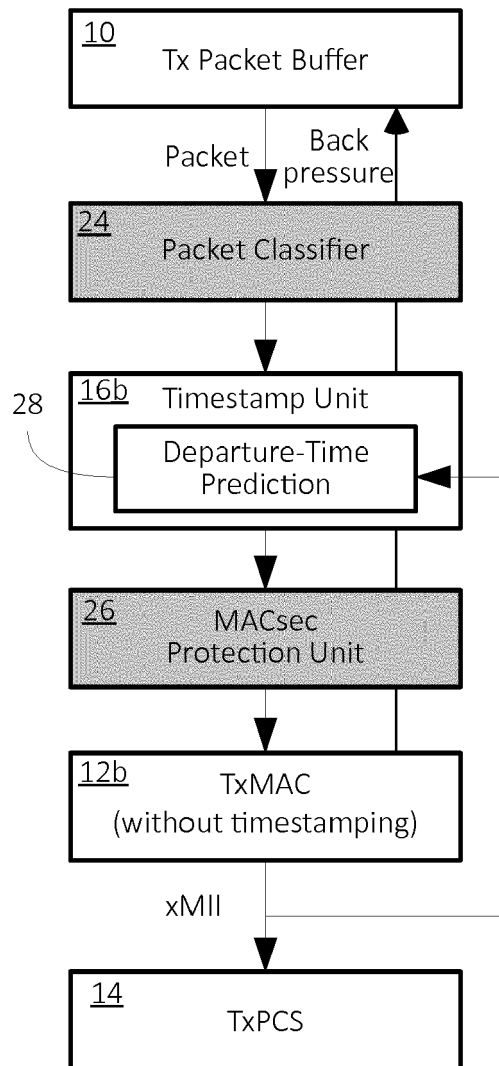 10
Tx Packet Buffer
Packet
Back
pressure
24
Packet Classifier
16b
Timestamp Unit
28
Departure-Time
Prediction
26
MACsec
Protection Unit
12b
TxMAC
(without timestamping)
xMII
14
TxPCS